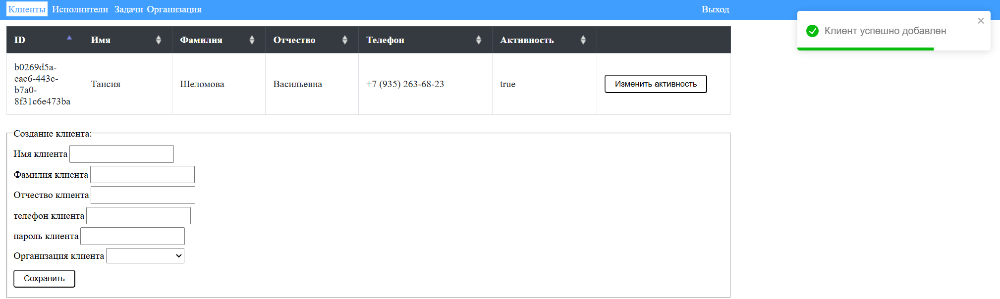 Клиенты Исполнители Задачи Организация Выход
Клиент успешно добавлен
ID Имя Фамилия Отчество Телефон Активность
b0269d5a-
eac6-443c-
b7a0-
8f31c6e473ba
Таисия Шеломова Васильевна +7 (935) 263-68-23 true Изменить активность
Создание клиента:
Имя клиента
Фамилия клиента
Отчество клиента
телефон клиента
пароль клиента
Организация клиента
Сохранить